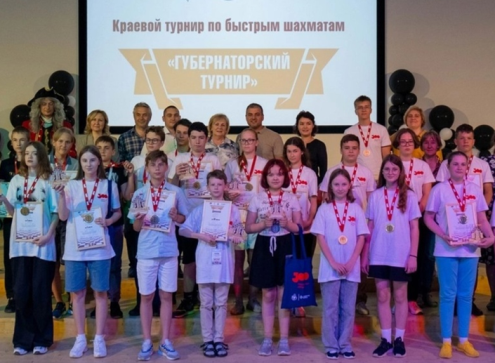 Краевой турнир по быстрым шахматам
«ГУБЕРНАТОРСКИЙ
ТУРНИР»